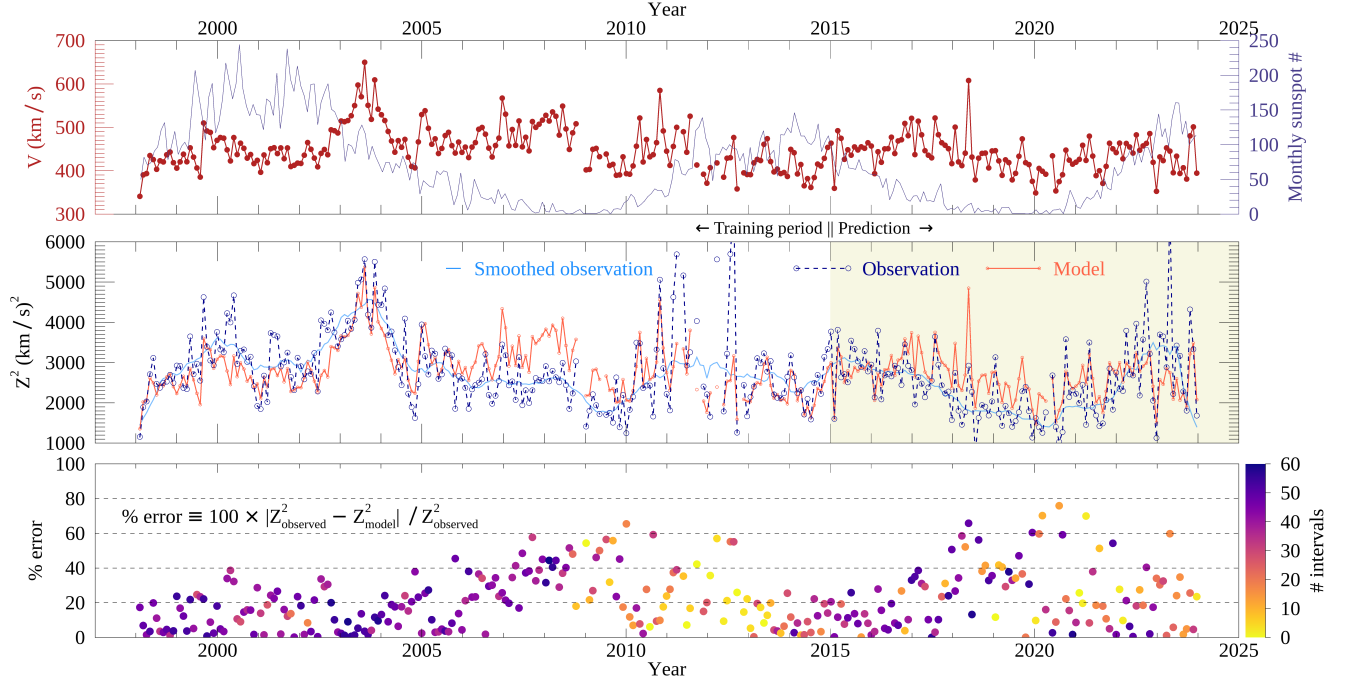 Year
2000 2005 2010 2015 2020 2025
700
600
500
400
300
V (km / s)
250
200
150
100
50
0
Monthly sunspot #
← Training period || Prediction →
6000
5000
4000
3000
2000
1000
Z² (km / s)²
Smoothed observation Observation Model
100
80
60
40
20
0
% error
% error ≡ 100 × |Z²observed − Z²model| / Z²observed
60
50
40
30
20
10
0
# intervals
2000 2005 2010 2015 2020 2025
Year